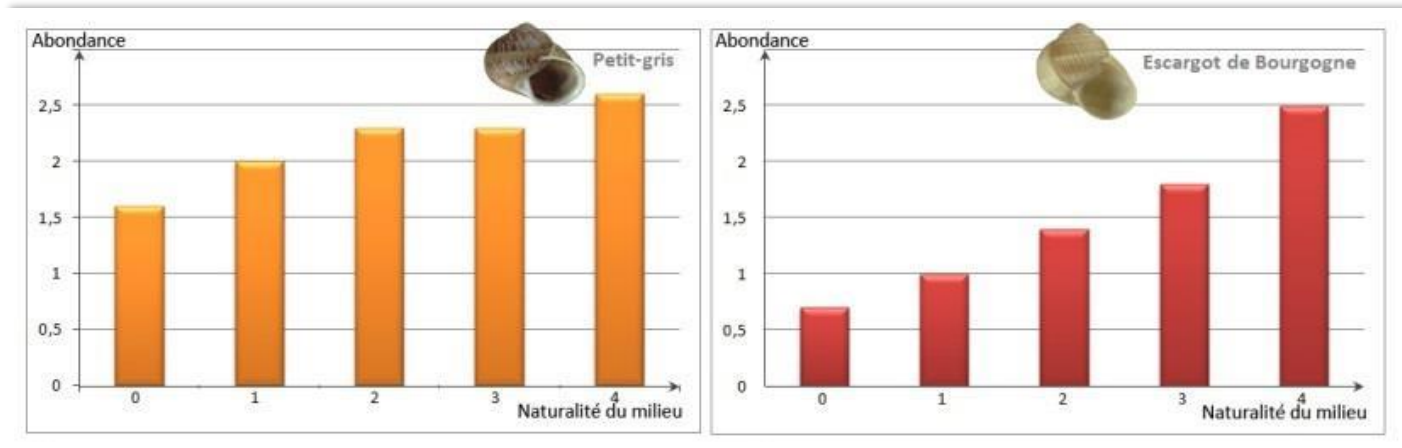 Abondance
Petit-gris
2,5
2
1,5
1
0,5
0
0 1 2 3 4
Naturalité du milieu
Abondance
Escargot de Bourgogne
2,5
2
1,5
1
0,5
0
0 1 2 3 4
Naturalité du milieu